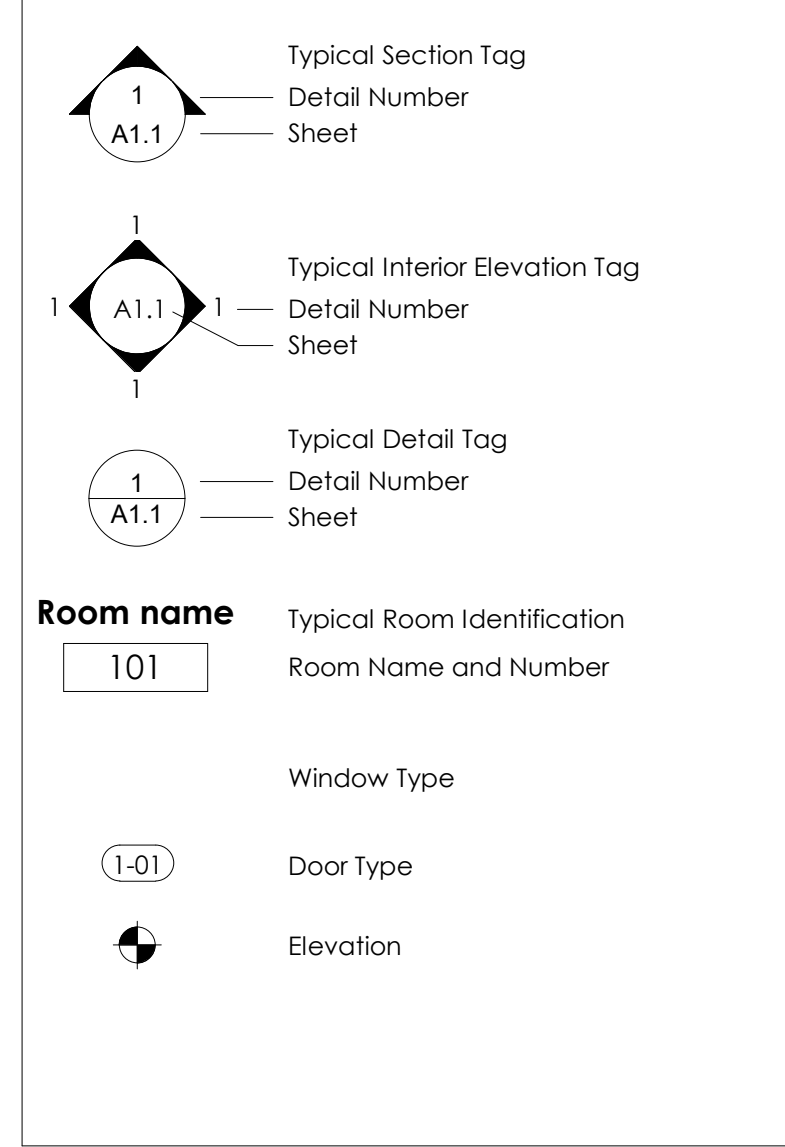 Typical Section Tag
1 Detail Number
A1.1 Sheet
1
Typical Interior Elevation Tag
1 A1.1 1 Detail Number
Sheet
1
Typical Detail Tag
1 Detail Number
A1.1 Sheet
Room name Typical Room Identification
101 Room Name and Number
Window Type
1-01 Door Type
Elevation